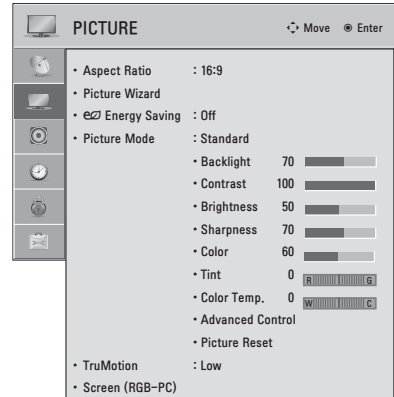 PICTURE Move Enter
• Aspect Ratio : 16:9
• Picture Wizard
• Energy Saving : Off
• Picture Mode : Standard
• Backlight 70
• Contrast 100
• Brightness 50
• Sharpness 70
• Color 60
• Tint 0 R G
• Color Temp. 0 W C
• Advanced Control
• Picture Reset
• TruMotion : Low
• Screen (RGB-PC)